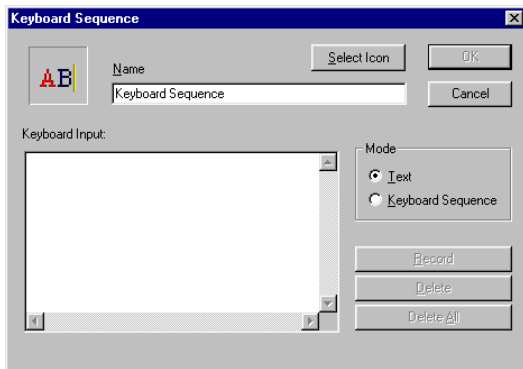 Keyboard Sequence
AB
Name
Select Icon
OK
Keyboard Sequence
Cancel
Keyboard Input:
Mode
Text
Keyboard Sequence
Record
Delete
Delete All